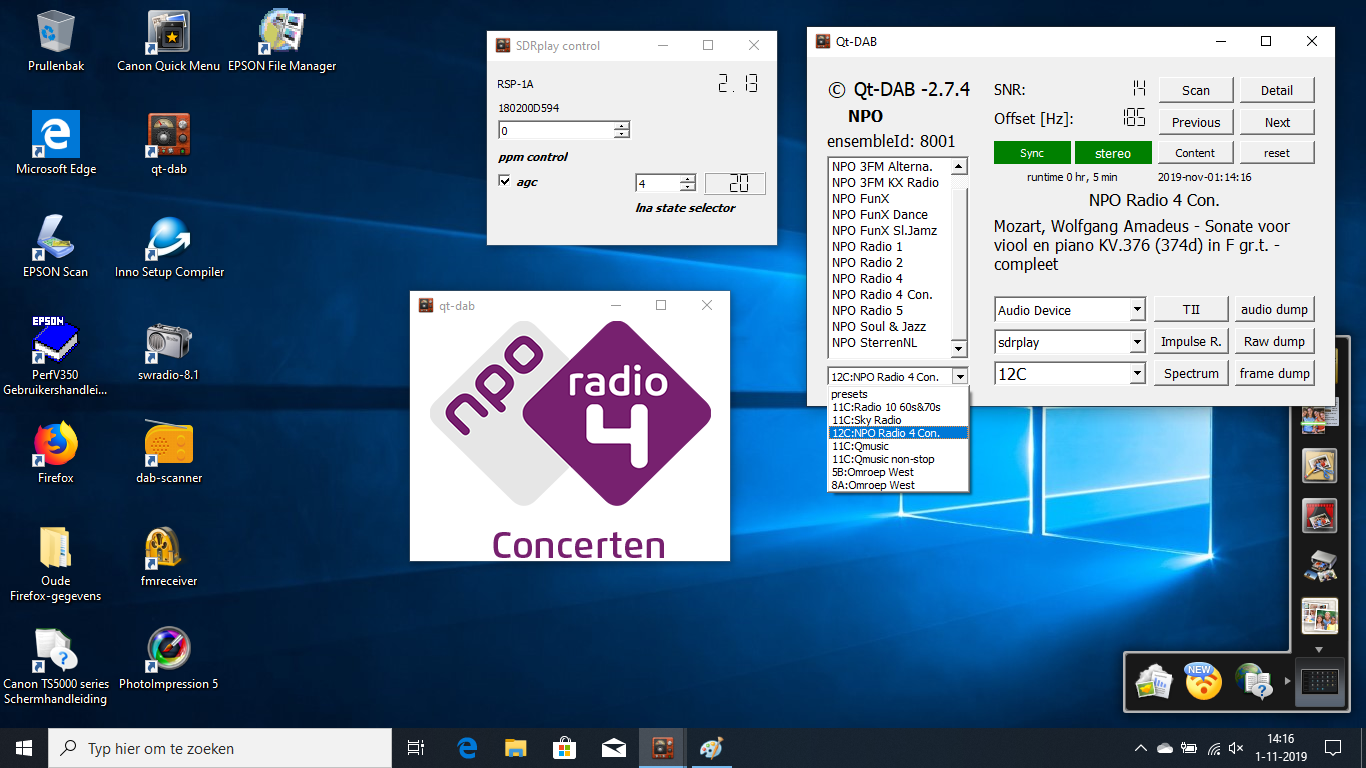 Prullenbak
Canon Quick Menu
EPSON File Manager
Microsoft Edge
qt-dab
EPSON Scan
Inno Setup Compiler
EPSON
PerfV350
Gebruikershandlei...
swradio-8.1
Firefox
dab-scanner
Oude
Firefox-gegevens
fmreceiver
Canon TS5000 series
Schermhandleiding
PhotoImpression 5
SDRplay control
RSP-1A
2.13
180200D594
0
ppm control
agc
4
20
lna state selector
qt-dab
npo
radio
4
Concerten
Qt-DAB
© Qt-DAB -2.7.4
NPO
ensembleId: 8001
NPO 3FM Alterna.
NPO 3FM KX Radio
NPO FunX
NPO FunX Dance
NPO FunX Sl.Jamz
NPO Radio 1
NPO Radio 2
NPO Radio 4
NPO Radio 4 Con.
NPO Radio 5
NPO Soul & Jazz
NPO SterrenNL
12C:NPO Radio 4 Con.
presets
11C:Radio 10 60s&70s
11C:Sky Radio
12C:NPO Radio 4 Con.
11C:Qmusic
11C:Qmusic non-stop
5B:Omroep West
8A:Omroep West
SNR:
14
Scan
Detail
Offset [Hz]:
185
Previous
Next
Sync
stereo
Content
reset
runtime 0 hr, 5 min
2019-nov-01:14:16
NPO Radio 4 Con.
Mozart, Wolfgang Amadeus - Sonate voor
viool en piano KV.376 (374d) in F gr.t. -
compleet
Audio Device
TII
audio dump
sdrplay
Impulse R.
Raw dump
12C
Spectrum
frame dump
NEW
Typ hier om te zoeken
14:16
1-11-2019